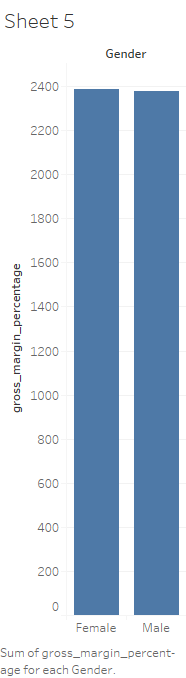 Sheet 5
Gender
2400
2200
2000
1800
1600
1400
1200
1000
800
600
400
200
0
gross_margin_percentage
Female Male
Sum of gross_margin_percent-
age for each Gender.